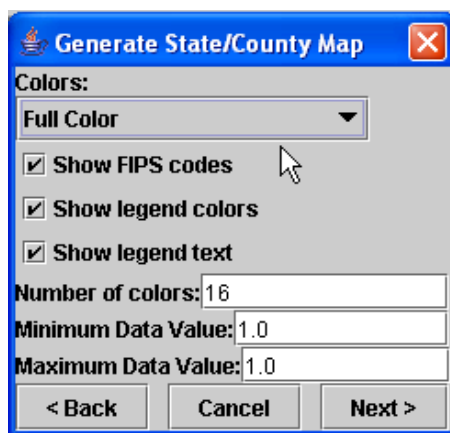 Generate State/County Map
Colors:
Full Color
Show FIPS codes
Show legend colors
Show legend text
Number of colors: 16
Minimum Data Value: 1.0
Maximum Data Value: 1.0
< Back Cancel Next >